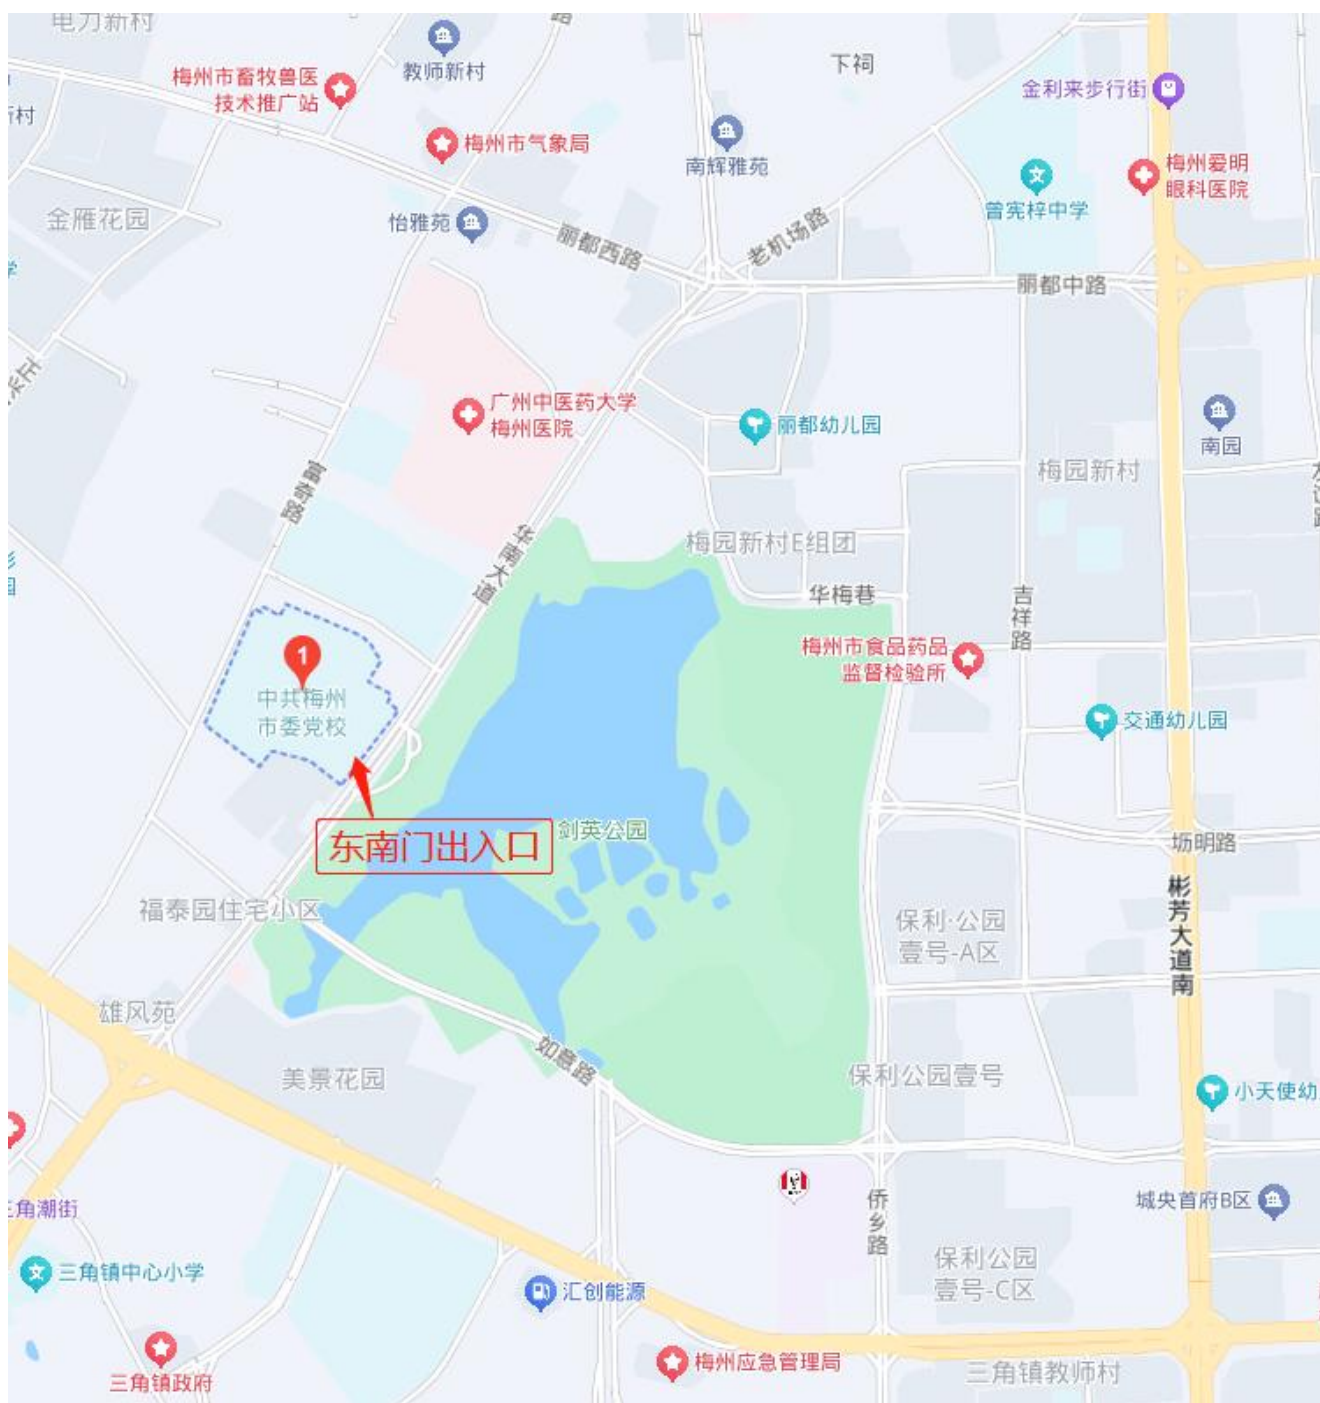 电力新村
路
教师新村
下祠
梅州市畜牧兽医
技术推广站
金利来步行街
新村
梅州市气象局
南辉雅苑
梅州爱明
眼科医院
曾宪梓中学
金雁花园
怡雅苑
丽都西路
老机场路
丽都中路
学
广州中医药大学
梅州医院
丽都幼儿园
南园
梅园新村
富奇路
华南大道
梅园新村E组团
园
华梅巷
吉祥路
梅州市食品药品
监督检验所
1
中共梅州
市委党校
交通幼儿园
东南门出入口
剑英公园
坜明路
彬芳大道南
福泰园住宅小区
保利·公园
壹号-A区
雄风苑
如意路
美景花园
保利公园壹号
小天使幼
三角潮街
侨乡路
城央首府B区
三角镇中心小学
保利公园
壹号-C区
汇创能源
梅州应急管理局
三角镇教师村
三角镇政府